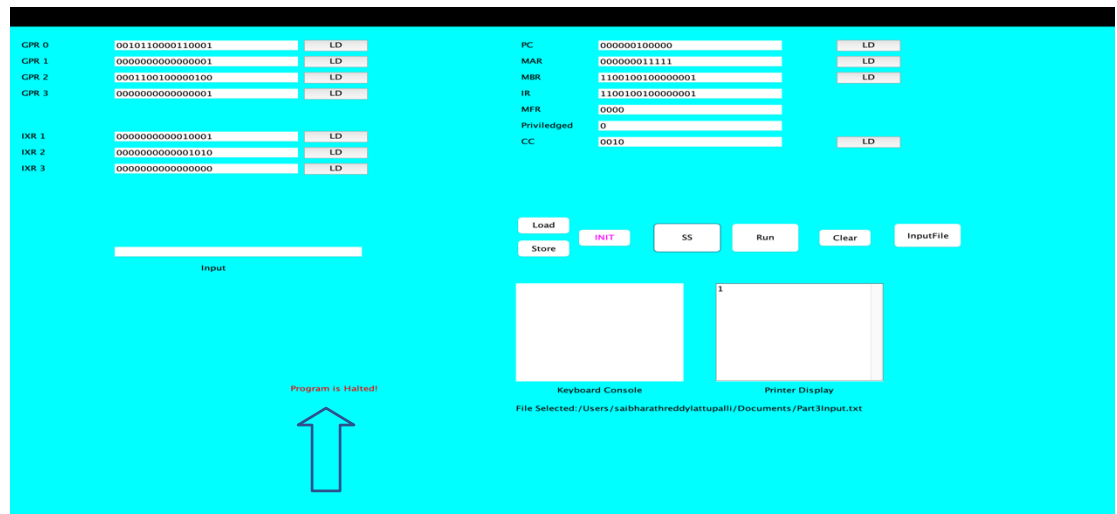 GPR 0 0010110000110001 LD
GPR 1 0000000000000001 LD
GPR 2 0001100100000100 LD
GPR 3 0000000000000001 LD
IXR 1 0000000000010001 LD
IXR 2 0000000000001010 LD
IXR 3 0000000000000000 LD
PC 000000100000 LD
MAR 000000011111 LD
MBR 1100100100000001 LD
IR 1100100100000001
MFR 0000
Priviledged 0
CC 0010 LD
Load
Store
INIT SS Run Clear InputFile
Input
1
Program is Halted!
Keyboard Console Printer Display
File Selected:/Users/saibharathreddylattupalli/Documents/Part3Input.txt